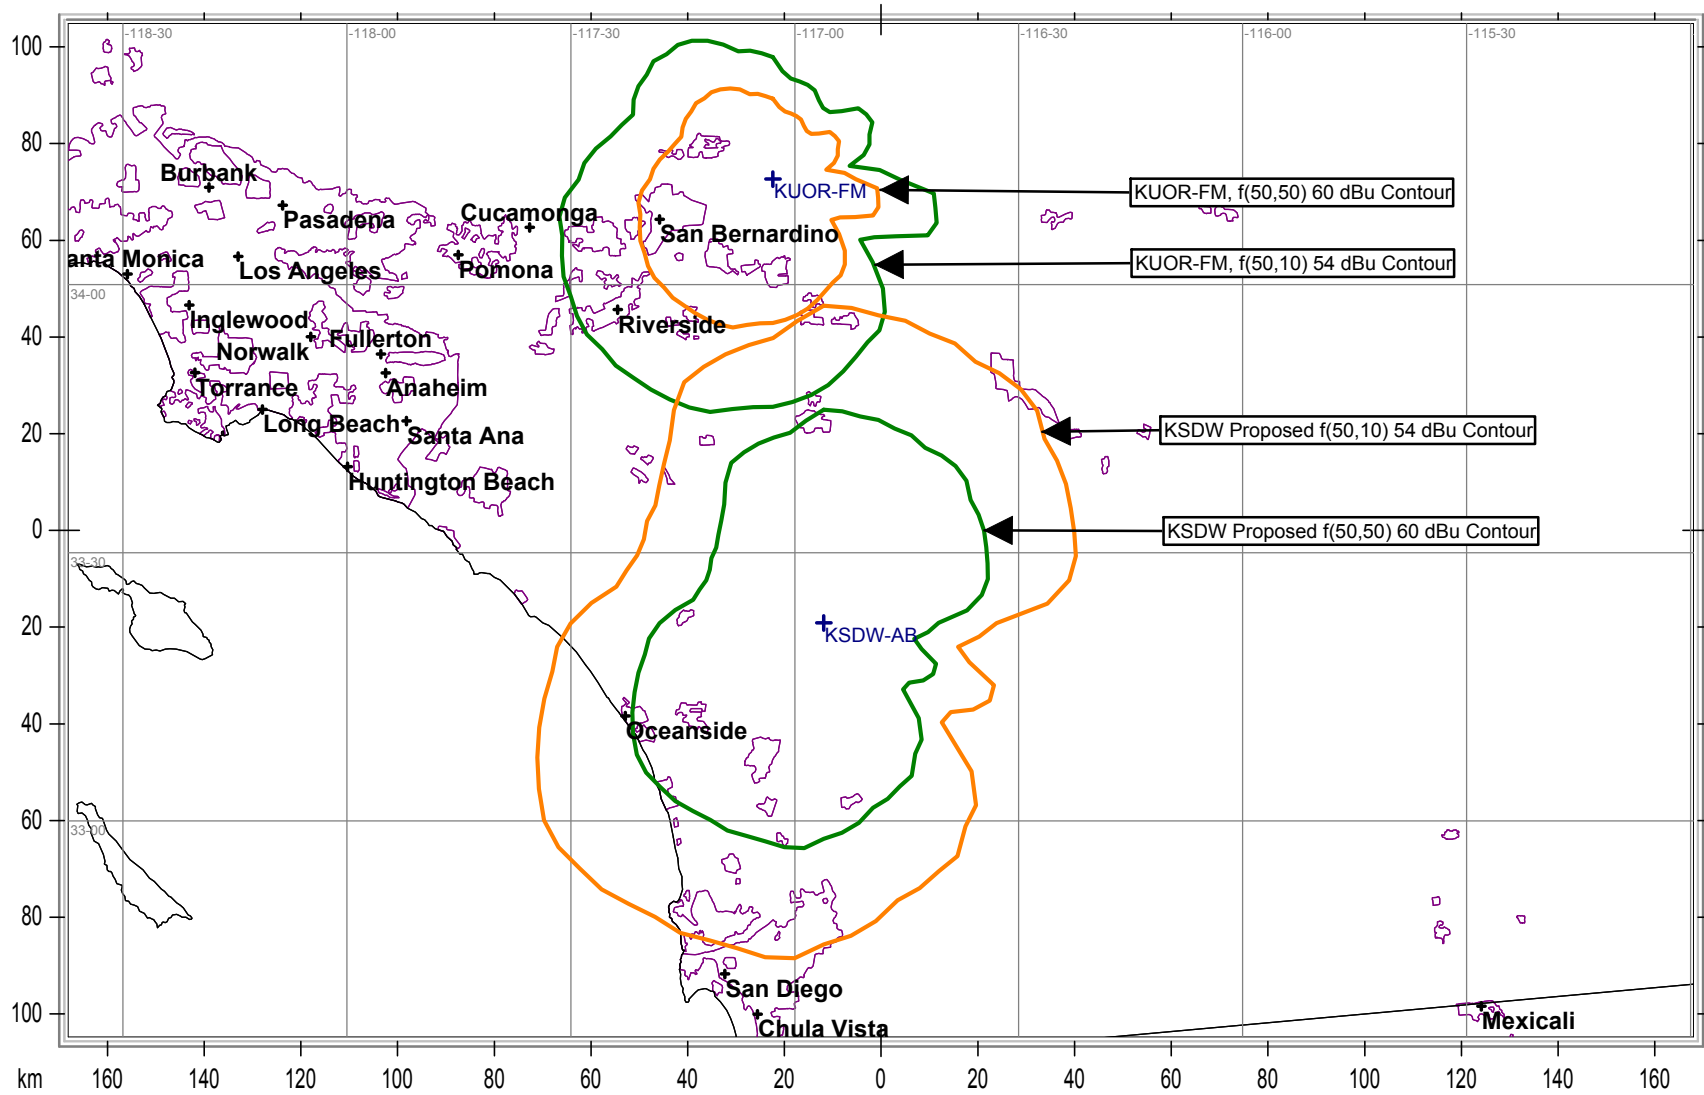 -118-30
-118-00
-117-30
-117-00
-116-30
-116-00
-115-30
100
80
60
40
20
0
20
40
60
80
100
Burbank
Pasadena
Cucamonga
KUOR-FM
KUOR-FM, f(50,50) 60 dBu Contour
San Bernardino
anta Monica
Los Angeles
Pomona
KUOR-FM, f(50,10) 54 dBu Contour
34-00
Inglewood
Riverside
Norwalk
Fullerton
Torrance
Anaheim
Long Beach
Santa Ana
KSDW Proposed f(50,10) 54 dBu Contour
Huntington Beach
KSDW Proposed f(50,50) 60 dBu Contour
33-30
KSDW-AB
Oceanside
33-00
San Diego
Chula Vista
Mexicali
km 160 140 120 100 80 60 40 20 0 20 40 60 80 100 120 140 160